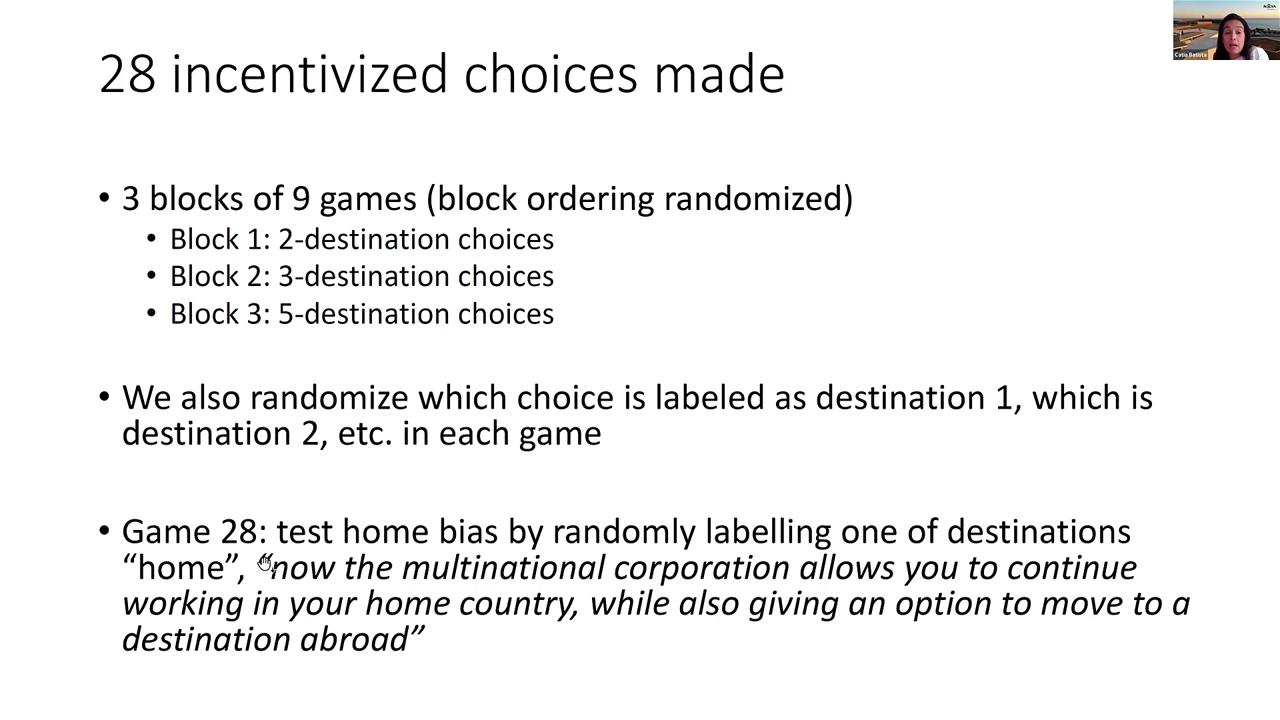 28 incentivized choices made
• 3 blocks of 9 games (block ordering randomized)
• Block 1: 2-destination choices
• Block 2: 3-destination choices
• Block 3: 5-destination choices
• We also randomize which choice is labeled as destination 1, which is
destination 2, etc. in each game
• Game 28: test home bias by randomly labelling one of destinations
“home”, “now the multinational corporation allows you to continue
working in your home country, while also giving an option to move to a
destination abroad”
Catia Batista